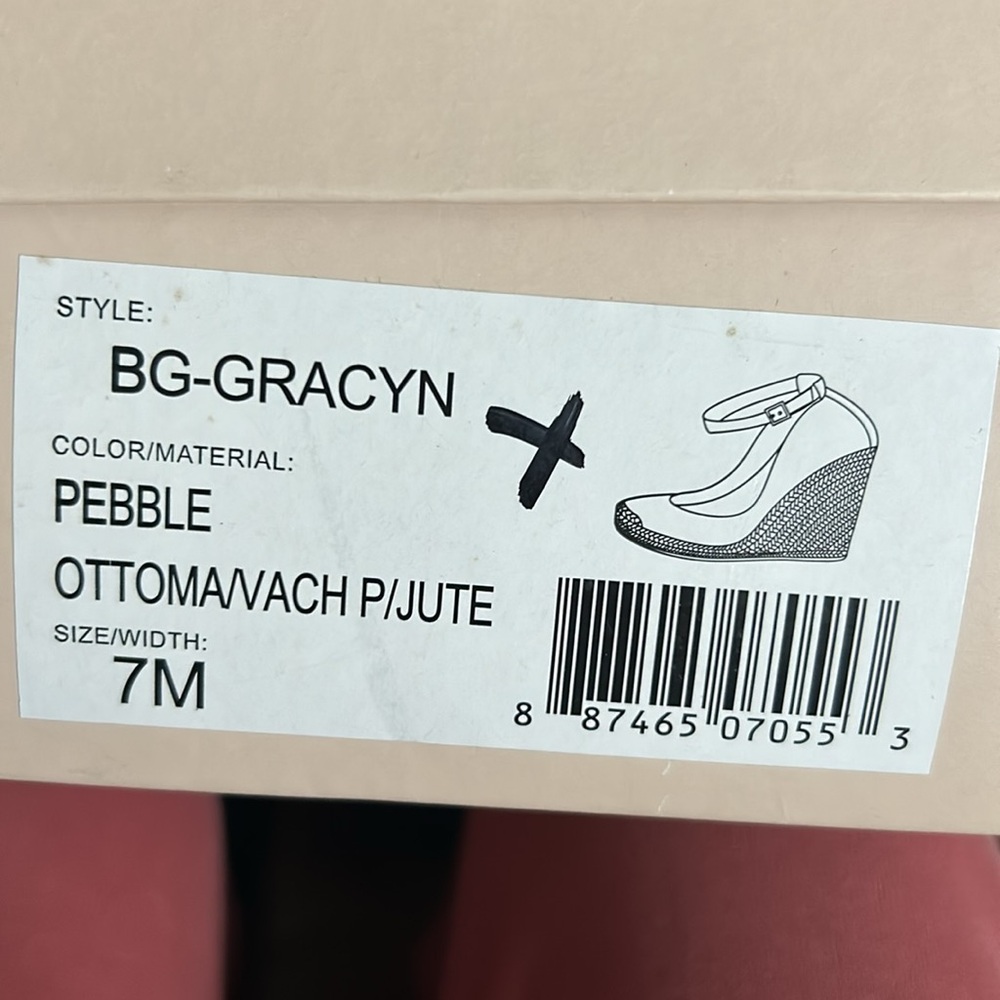 STYLE:
BG-GRACYN
COLOR/MATERIAL:
PEBBLE
OTTOMA/VACH P/JUTE
SIZE/WIDTH:
7M
8 87465 07055 3